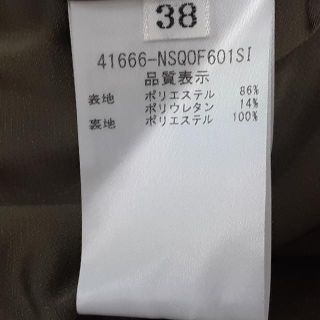 38
41666-NSQOF601SI
品質表示
表地 ポリエステル 86%
ポリウレタン 14%
裏地 ポリエステル 100%